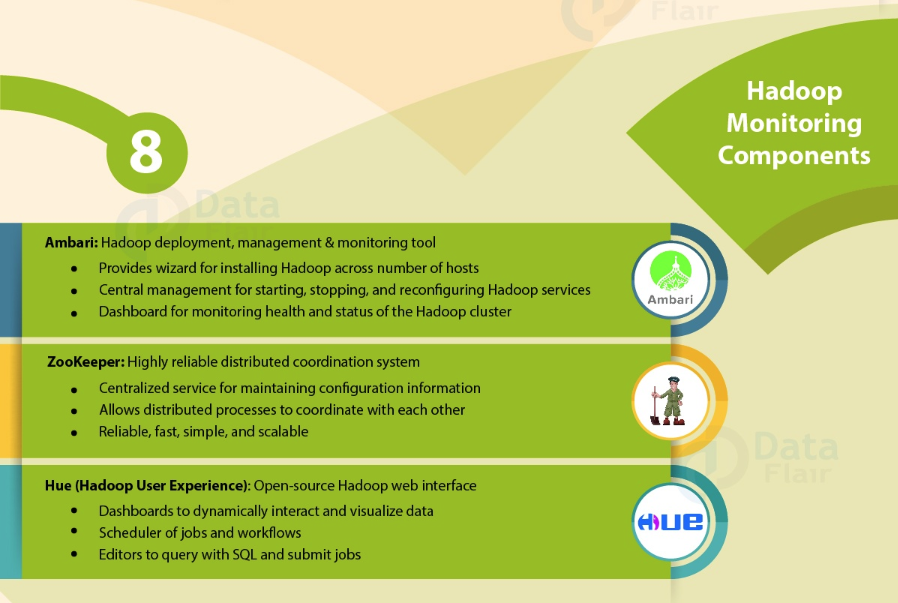 Data
Flair
Hadoop
Monitoring
Components
8
Data
Flair
Ambari: Hadoop deployment, management & monitoring tool
• Provides wizard for installing Hadoop across number of hosts
• Central management for starting, stopping, and reconfiguring Hadoop services
• Dashboard for monitoring health and status of the Hadoop cluster
Ambari
ZooKeeper: Highly reliable distributed coordination system
• Centralized service for maintaining configuration information
• Allows distributed processes to coordinate with each other
• Reliable, fast, simple, and scalable
Data
Flair
Hue (Hadoop User Experience): Open-source Hadoop web interface
• Dashboards to dynamically interact and visualize data
• Scheduler of jobs and workflows
• Editors to query with SQL and submit jobs
HUE